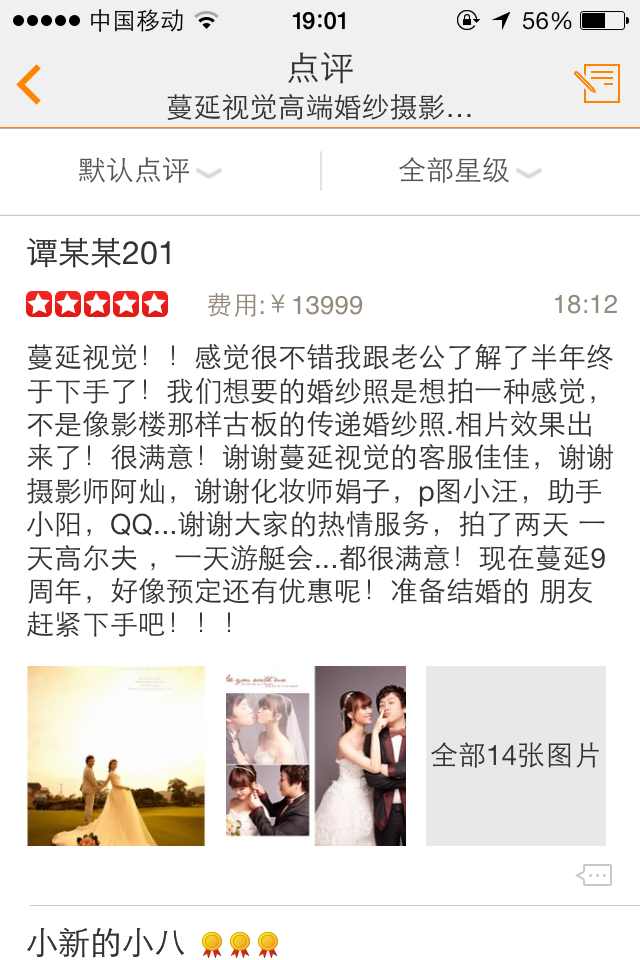 中国移动 19:01 56%
点评
蔓延视觉高端婚纱摄影...
默认点评 全部星级
谭某某201
费用:￥13999 18:12
蔓延视觉！！感觉很不错我跟老公了解了半年终
于下手了！我们想要的婚纱照是想拍一种感觉，
不是像影楼那样古板的传递婚纱照.相片效果出
来了！很满意！谢谢蔓延视觉的客服佳佳，谢谢
摄影师阿灿，谢谢化妆师娟子，p图小汪，助手
小阳，QQ...谢谢大家的热情服务，拍了两天 一
天高尔夫 ，一天游艇会...都很满意！现在蔓延9
周年，好像预定还有优惠呢！准备结婚的 朋友
赶紧下手吧！！！
全部14张图片
小新的小八